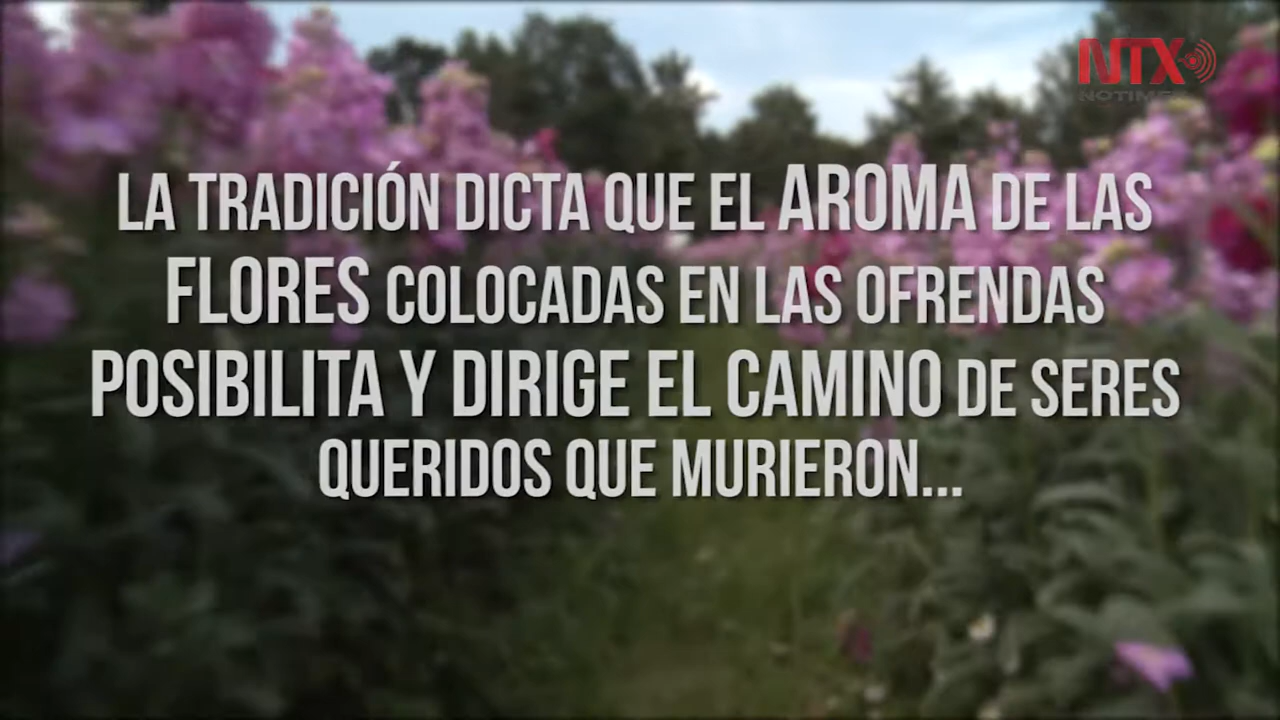 NTX
NOTIMEX
LA TRADICIÓN DICTA QUE EL AROMA DE LAS
FLORES COLOCADAS EN LAS OFRENDAS
POSIBILITA Y DIRIGE EL CAMINO DE SERES
QUERIDOS QUE MURIERON...